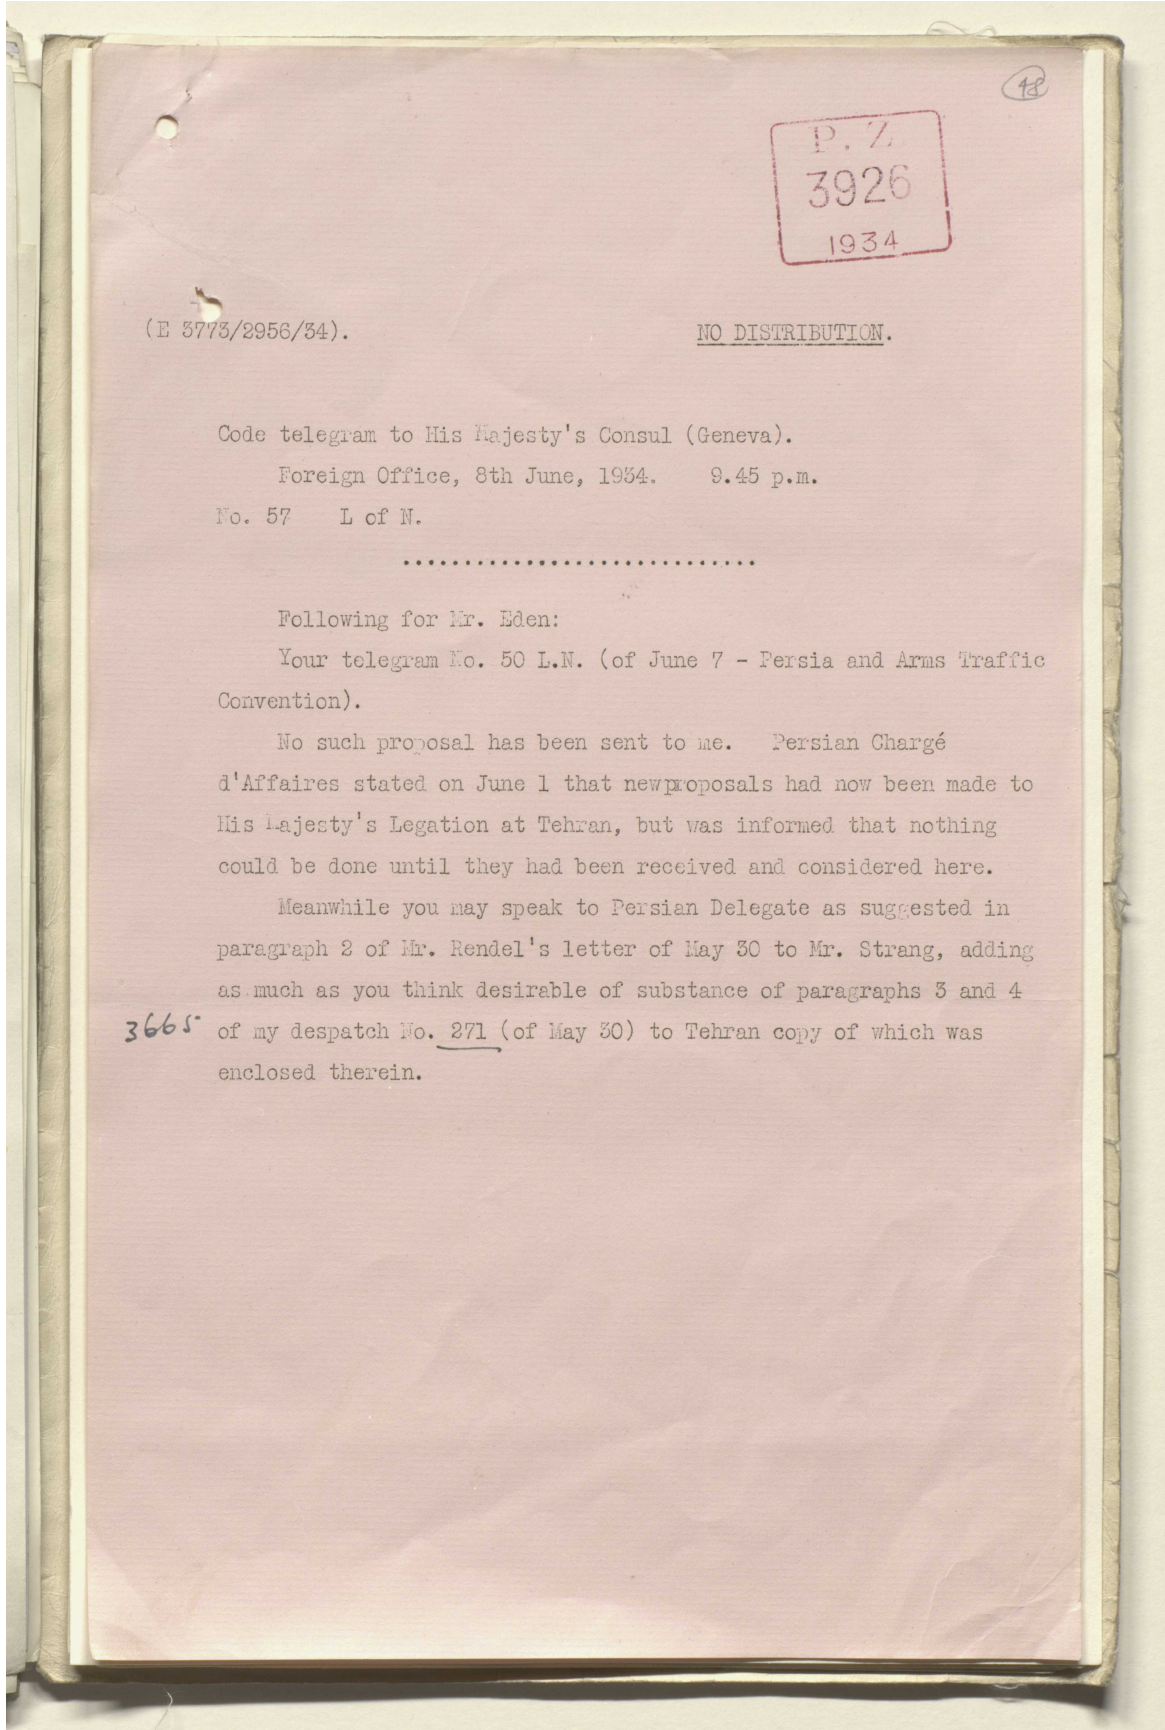 48
P. Z
3926
1934
(E 3773/2956/34). NO DISTRIBUTION.
Code telegram to His Majesty's Consul (Geneva).
Foreign Office, 8th June, 1934. 9.45 p.m.
No. 57 L of N.
..............................
Following for Mr. Eden:
Your telegram No. 50 L.N. (of June 7 - Persia and Arms Traffic
Convention).
No such proposal has been sent to me. Persian Chargé
d'Affaires stated on June 1 that newproposals had now been made to
His Majesty's Legation at Tehran, but was informed that nothing
could be done until they had been received and considered here.
Meanwhile you may speak to Persian Delegate as suggested in
paragraph 2 of Mr. Rendel's letter of May 30 to Mr. Strang, adding
as much as you think desirable of substance of paragraphs 3 and 4
3665 of my despatch No. 271 (of May 30) to Tehran copy of which was
enclosed therein.